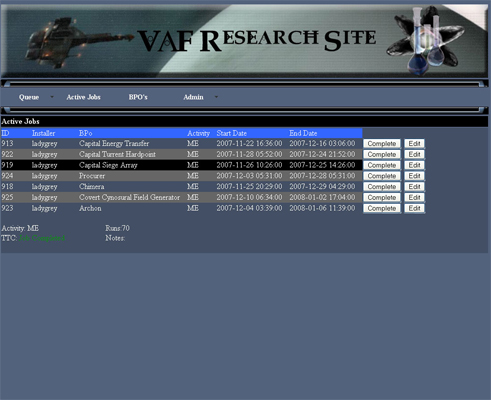 VAF RESEARCH SITE
Queue Active Jobs BPO's Admin
Active Jobs
ID Installer BPo Activity Start Date End Date
913 ladygrey Capital Energy Transfer ME 2007-11-22 16:36:00 2007-12-16 03:06:00 Complete Edit
922 ladygrey Capital Turrent Hardpoint ME 2007-11-28 05:52:00 2007-12-24 21:52:00 Complete Edit
919 ladygrey Capital Siege Array ME 2007-11-26 10:26:00 2007-12-25 14:26:00 Complete Edit
924 ladygrey Procurer ME 2007-12-03 05:31:00 2007-12-28 05:31:00 Complete Edit
918 ladygrey Chimera ME 2007-11-25 20:29:00 2007-12-29 04:29:00 Complete Edit
925 ladygrey Covert Cynosural Field Generator ME 2007-12-10 06:34:00 2008-01-02 17:04:00 Complete Edit
923 ladygrey Archon ME 2007-12-04 03:39:00 2008-01-06 11:39:00 Complete Edit
Activity: ME Runs:70
TTC: Notes: